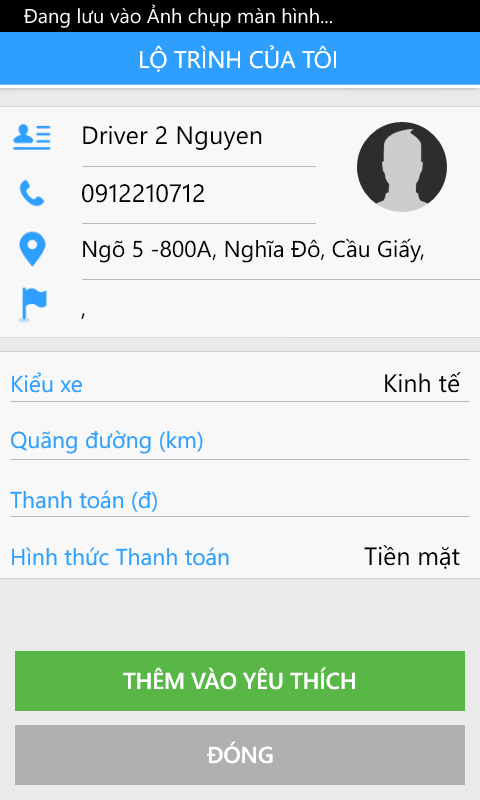 Đang lưu vào Ảnh chụp màn hình...
LỘ TRÌNH CỦA TÔI
Driver 2 Nguyen
0912210712
Ngõ 5 -800A, Nghĩa Đô, Cầu Giấy,
,
Kiểu xe Kinh tế
Quãng đường (km)
Thanh toán (đ)
Hình thức Thanh toán Tiền mặt
THÊM VÀO YÊU THÍCH
ĐÓNG